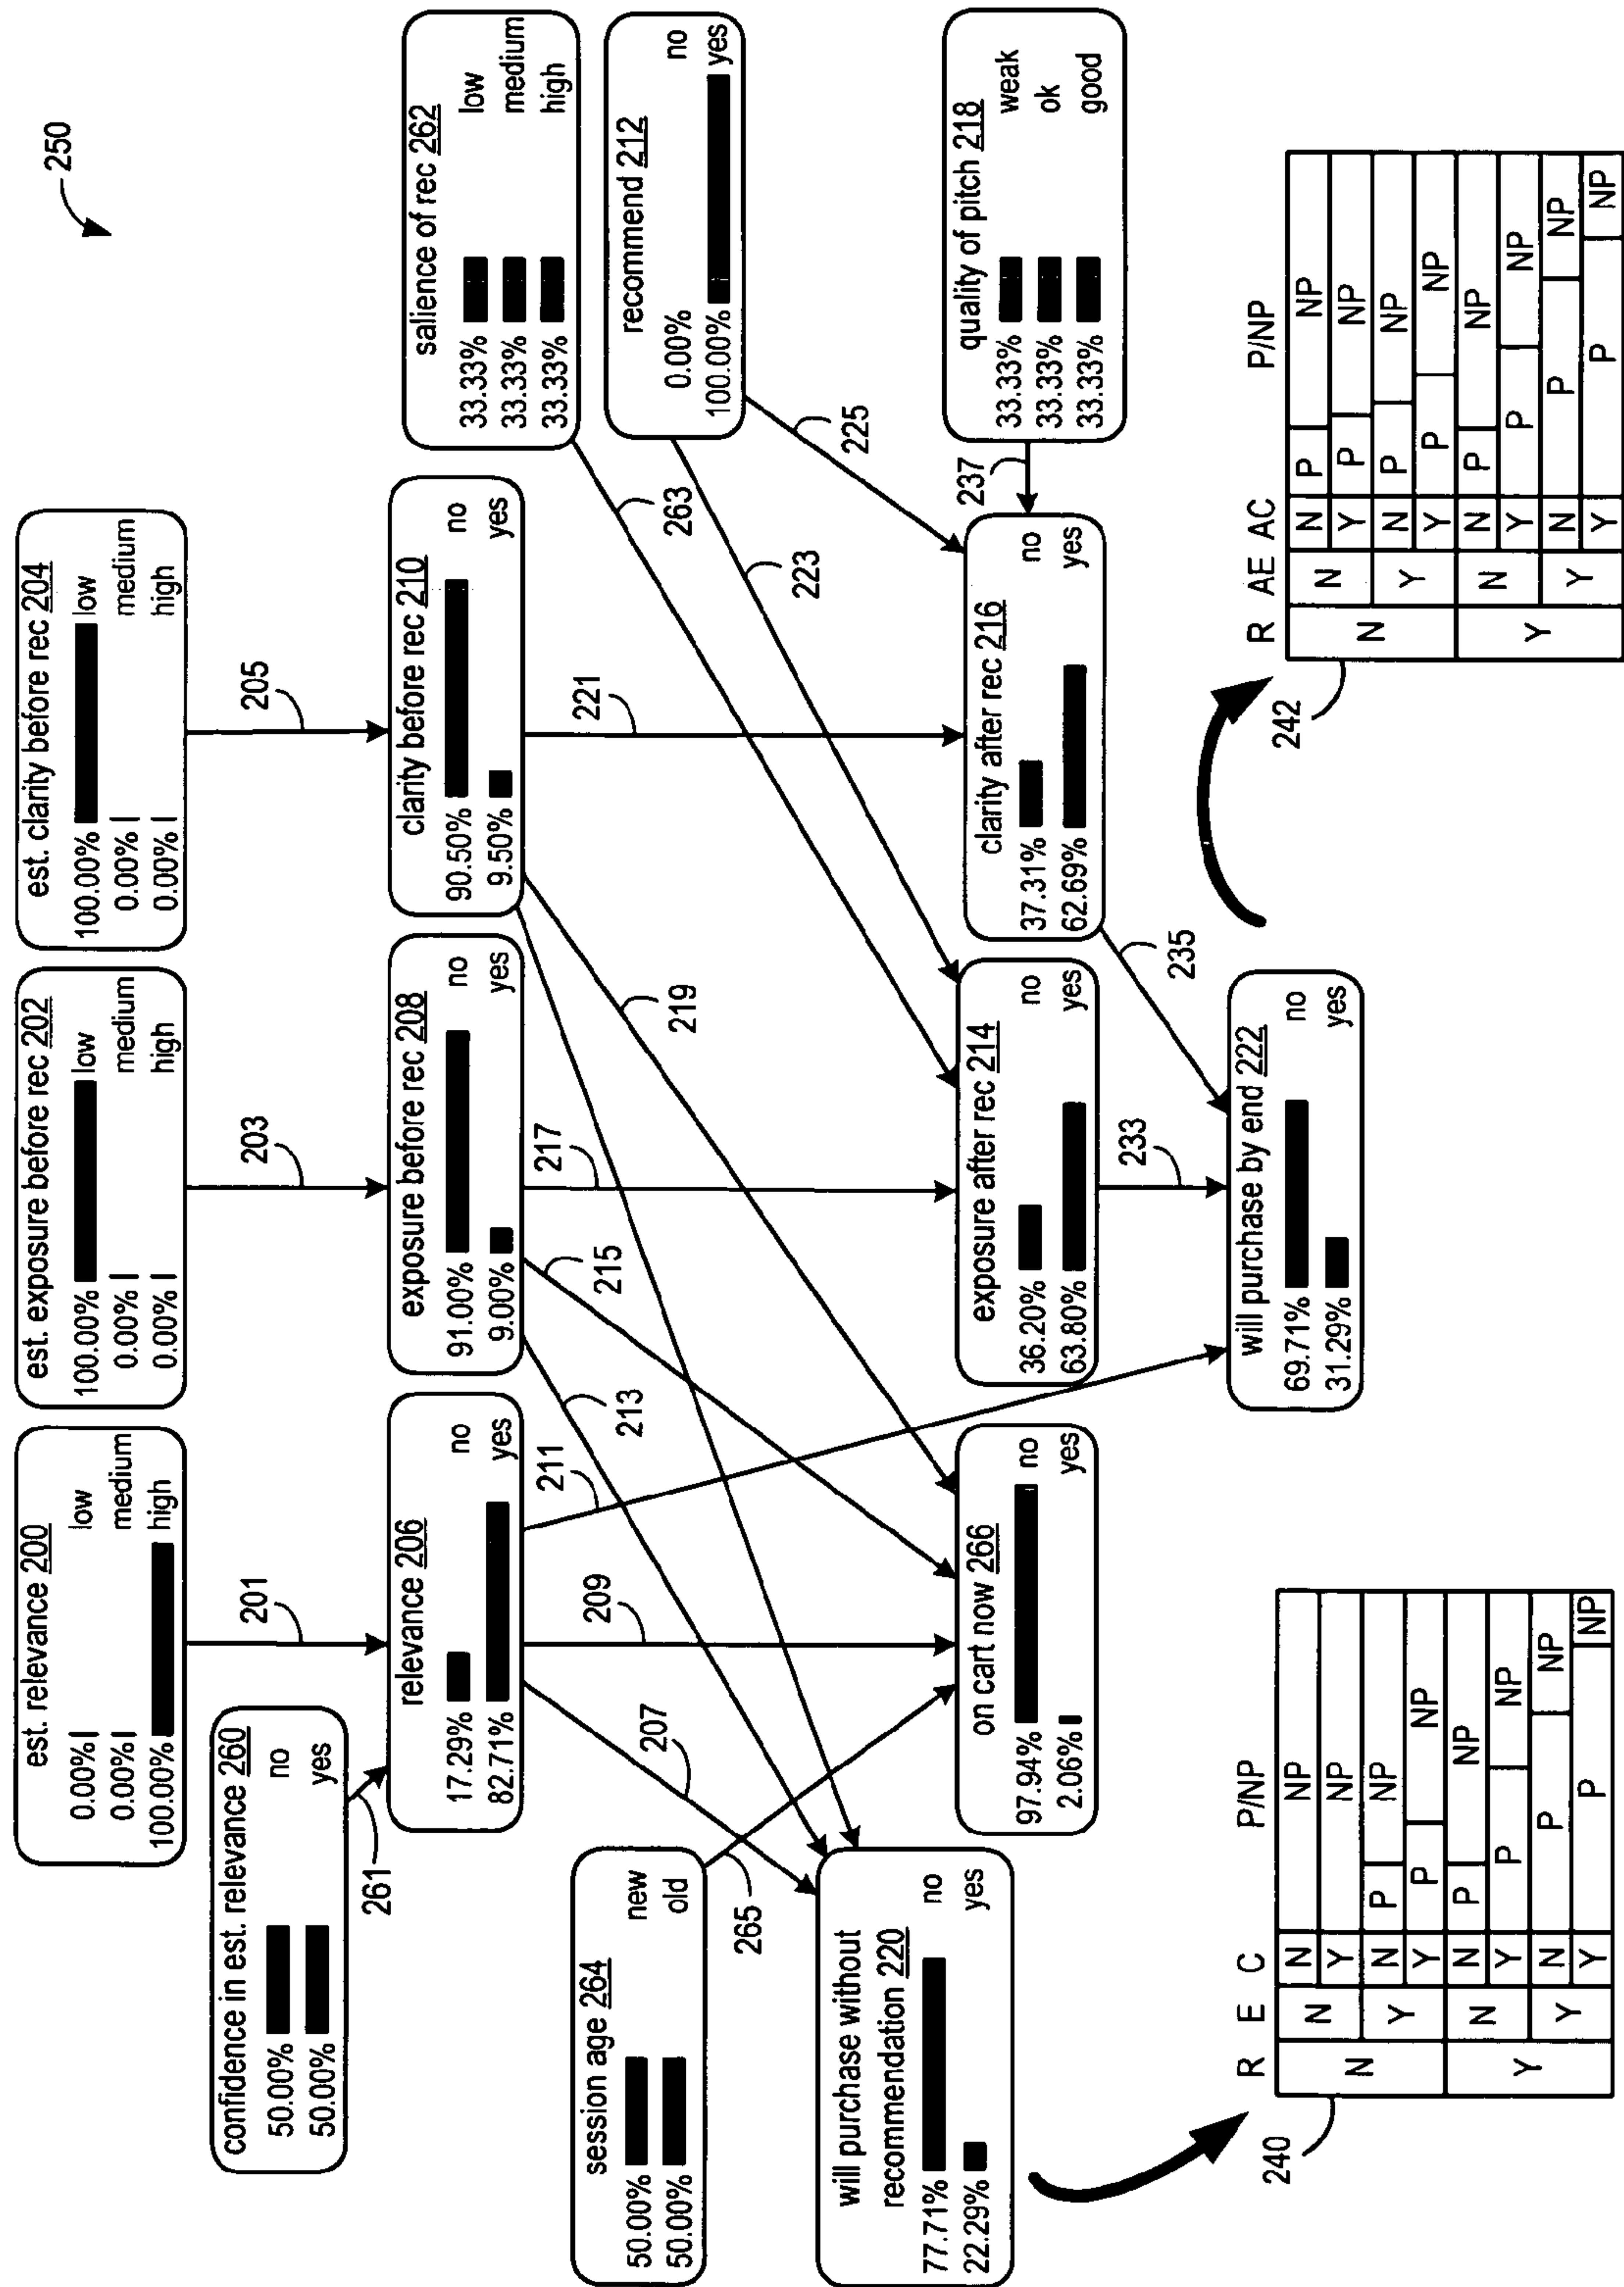 250
est. relevance 200
0.00% low
0.00% medium
100.00% high
est. exposure before rec 202
100.00% low
0.00% medium
0.00% high
est. clarity before rec 204
100.00% low
0.00% medium
0.00% high
confidence in est. relevance 260
50.00% no
50.00% yes
261
201
203
205
relevance 206
17.29% no
82.71% yes
exposure before rec 208
91.00% no
9.00% yes
clarity before rec 210
90.50% no
9.50% yes
salience of rec 262
33.33% low
33.33% medium
33.33% high
session age 264
50.00% new
50.00% old
265
207
209
211
213
215
217
219
221
263
223
225
recommend 212
0.00% no
100.00% yes
will purchase without
recommendation 220
77.71% no
22.29% yes
on cart now 266
97.94% no
2.06% yes
exposure after rec 214
36.20% no
63.80% yes
clarity after rec 216
37.31% no
62.69% yes
237
quality of pitch 218
33.33% weak
33.33% ok
33.33% good
233
235
will purchase by end 222
69.71% no
31.29% yes
240
R E C P/NP
N N N NP
Y NP
Y N P NP
Y P NP
Y N N P NP
Y P NP
Y N P NP
Y P NP
242
R AE AC P/NP
N N N P NP
Y P NP
Y N P NP
Y P NP
Y N N P NP
Y P NP
Y N P NP
Y P NP